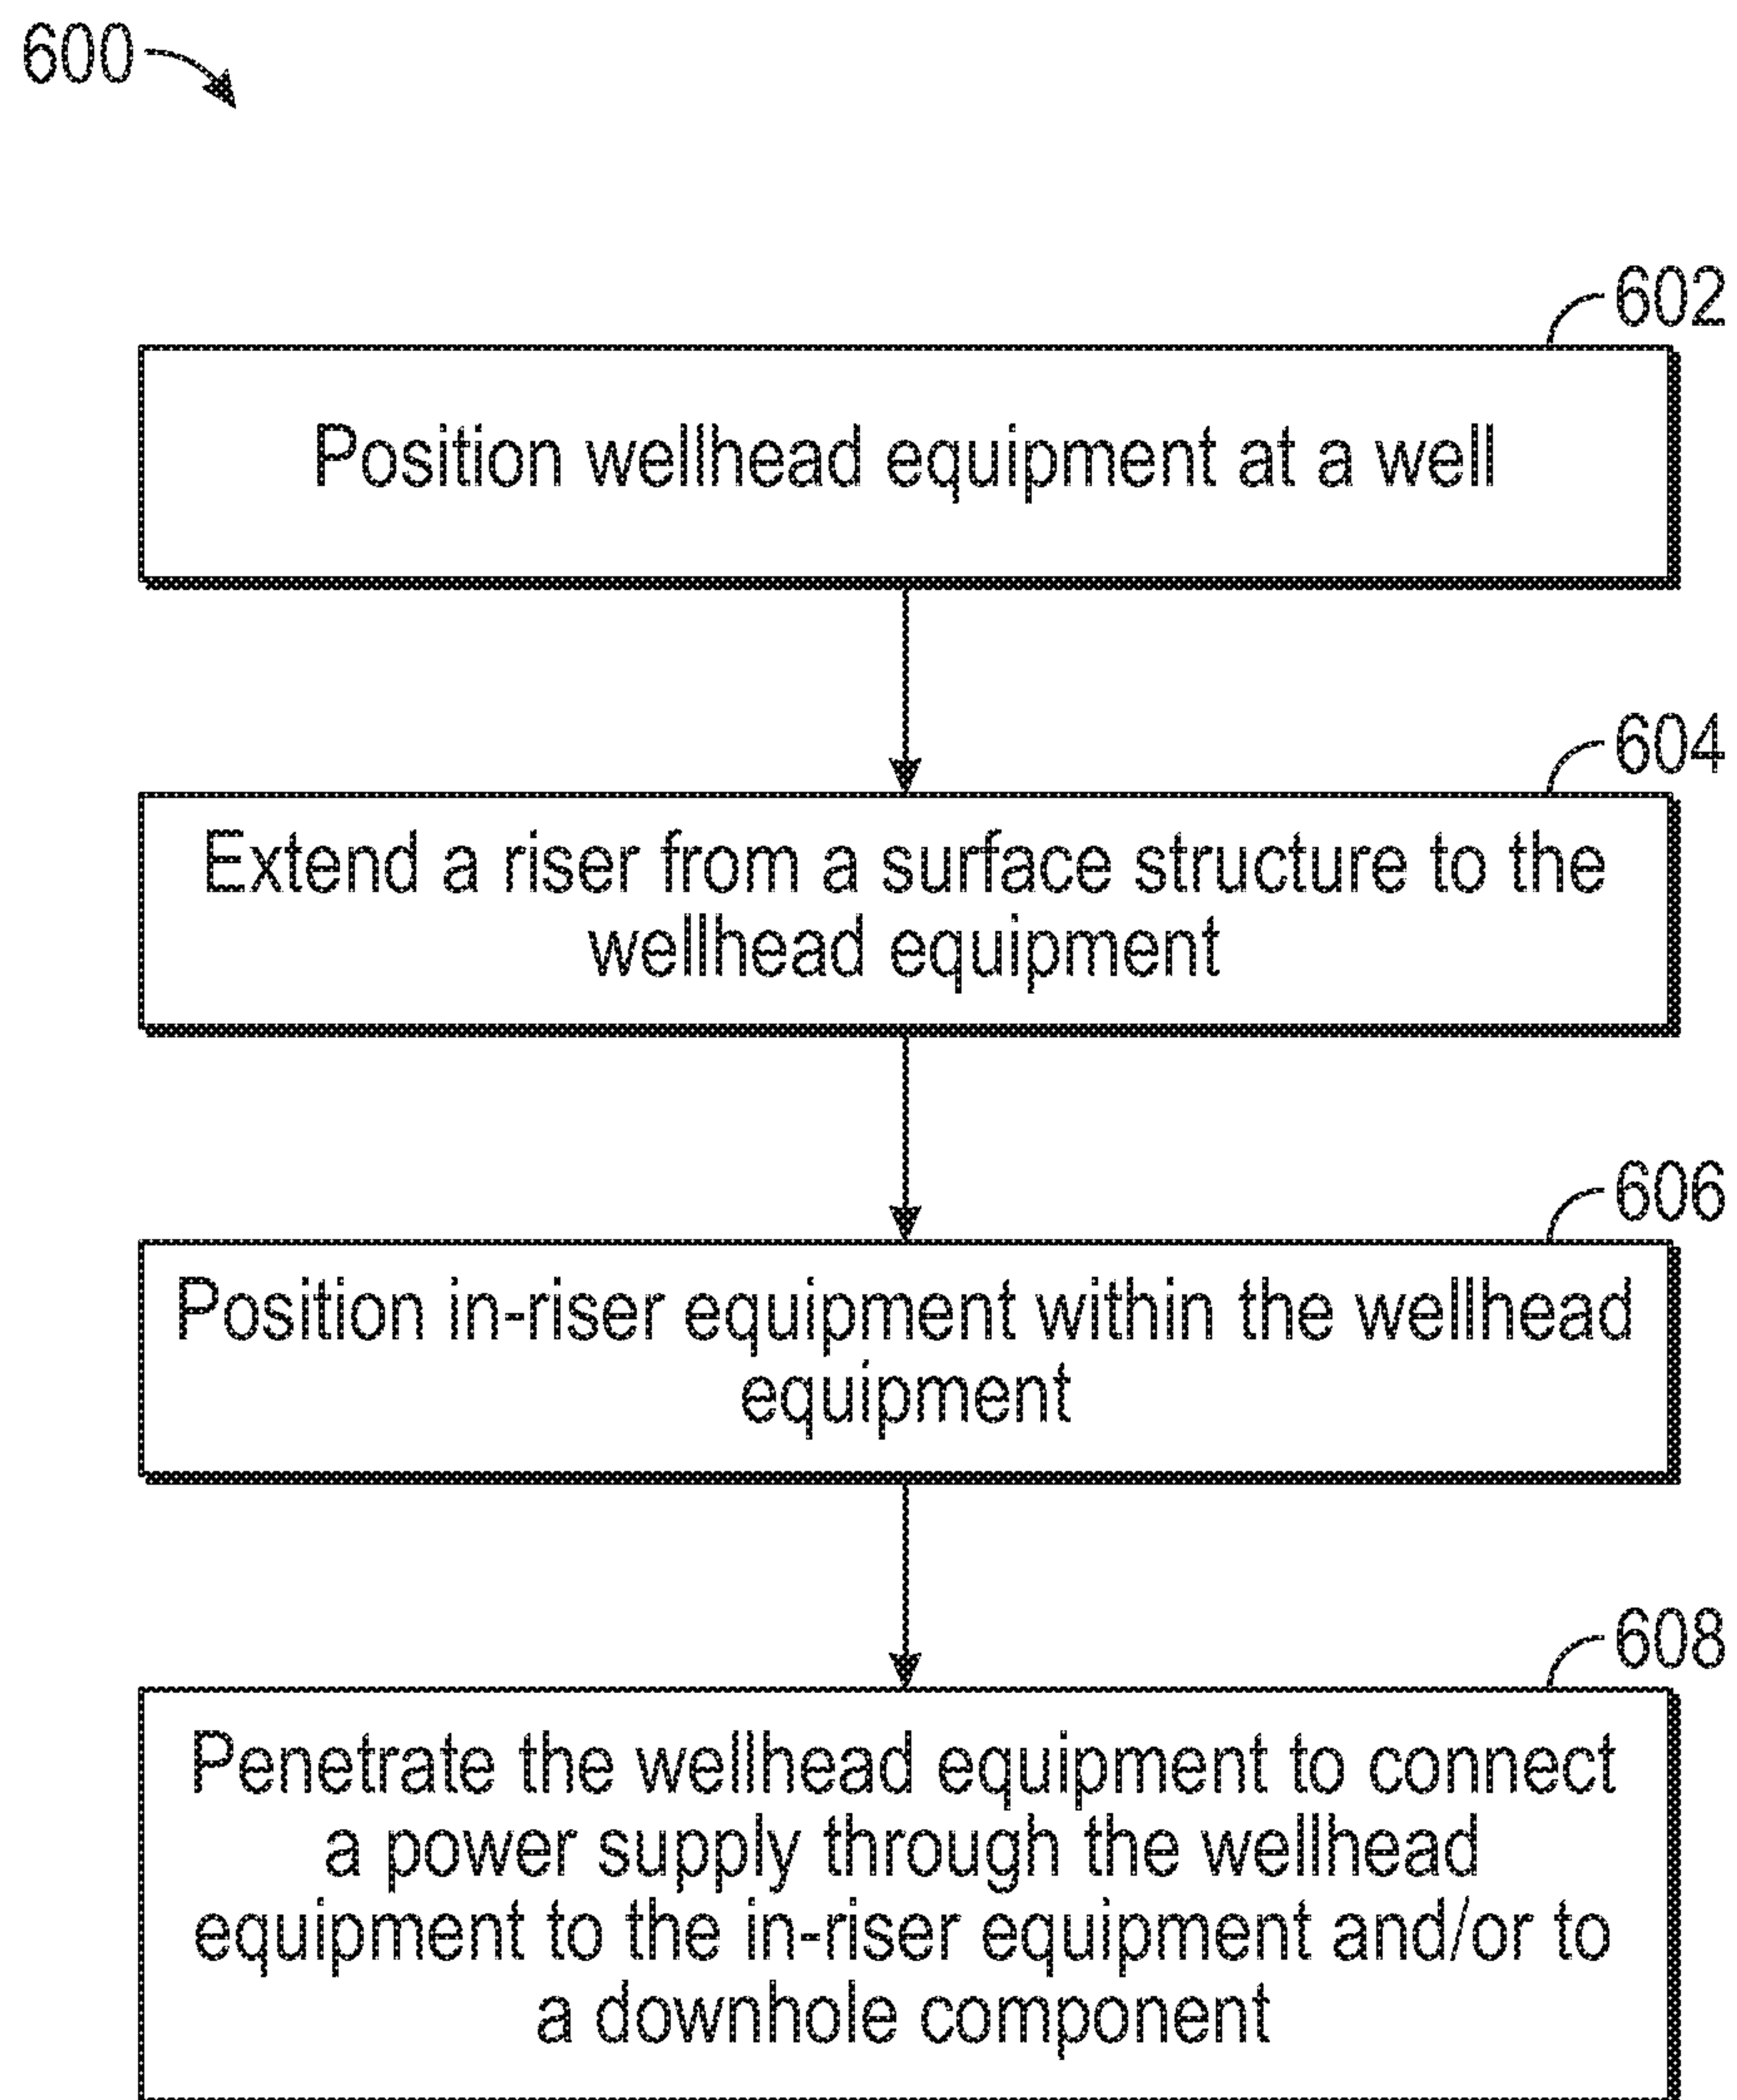 600
602
Position wellhead equipment at a well
604
Extend a riser from a surface structure to the
wellhead equipment
606
Position in-riser equipment within the wellhead
equipment
608
Penetrate the wellhead equipment to connect
a power supply through the wellhead
equipment to the in-riser equipment and/or to
a downhole component